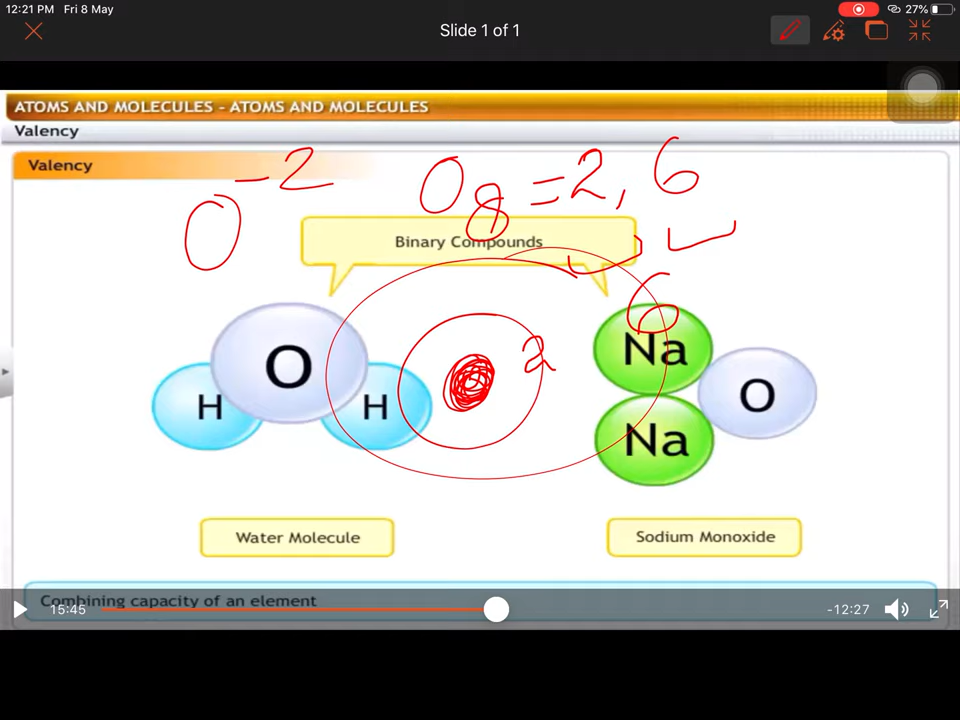 12:21 PM Fri 8 May 27%
Slide 1 of 1
ATOMS AND MOLECULES - ATOMS AND MOLECULES
Valency
Valency
O⁻² O₈ = 2, 6
Binary Compounds
6
2
O
H
H
Na
Na
O
Water Molecule
Sodium Monoxide
Combining capacity of an element
15:45 -12:27